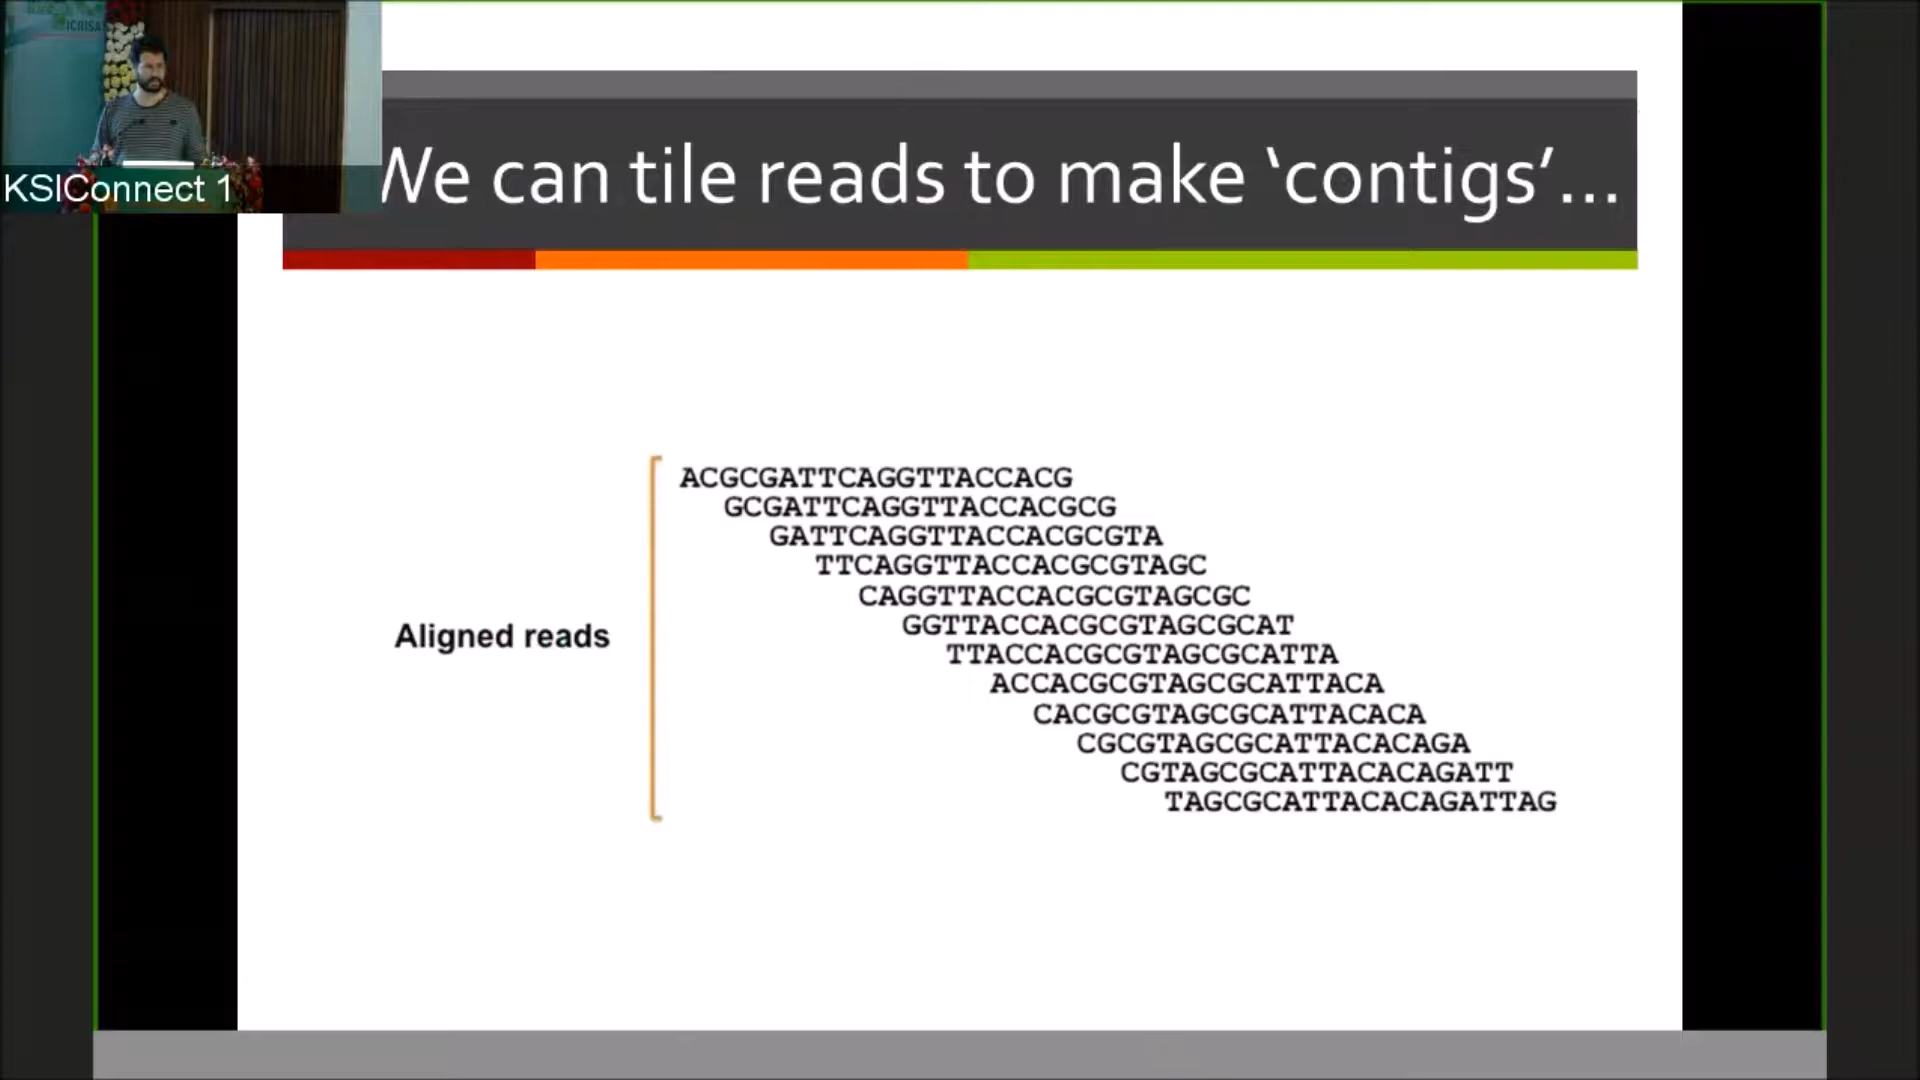 ICRISAT
KSIConnect 1
We can tile reads to make ‘contigs’...
Aligned reads
ACGCGATTCAGGTTACCACG
GCGATTCAGGTTACCACGCG
GATTCAGGTTACCACGCGTA
TTCAGGTTACCACGCGTAGC
CAGGTTACCACGCGTAGCGC
GGTTACCACGCGTAGCGCAT
TTACCACGCGTAGCGCATTA
ACCACGCGTAGCGCATTACA
CACGCGTAGCGCATTACACA
CGCGTAGCGCATTACACAGA
CGTAGCGCATTACACAGATT
TAGCGCATTACACAGATTAG